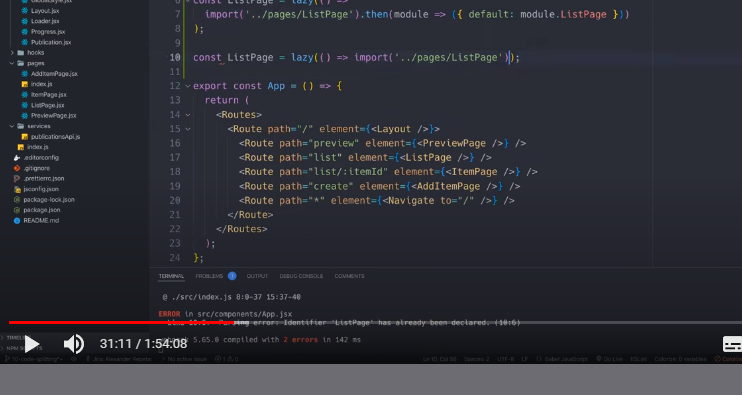 Layout.jsx
Loader.jsx
Progress.jsx
Publication.jsx
hooks
pages
AddItemPage.jsx
index.js
ItemPage.jsx
ListPage.jsx
PreviewPage.jsx
services
publicationsApi.js
index.js
.editorconfig
.gitignore
.prettierrc.json
jsconfig.json
package-lock.json
package.json
README.md
6 const ListPage = lazy(() =>
7 import('../pages/ListPage').then(module => ({ default: module.ListPage }))
8 );
9
10 const ListPage = lazy(() => import('../pages/ListPage'));
11
12 export const App = () => {
13 return (
14 <Routes>
15 <Route path="/" element={<Layout />}>
16 <Route path="preview" element={<PreviewPage />} />
17 <Route path="list" element={<ListPage />} />
18 <Route path="list/:itemId" element={<ItemPage />} />
19 <Route path="create" element={<AddItemPage />} />
20 <Route path="*" element={<Navigate to="/" />} />
21 </Route>
22 </Routes>
23 );
24 };
TERMINAL PROBLEMS 1 OUTPUT DEBUG CONSOLE COMMENTS
@ ./src/index.js 8:0-37 15:37-40
ERROR in src/components/App.jsx
Parsing error: Identifier 'ListPage' has already been declared. (10:6)
5.65.0 compiled with 2 errors in 142 ms
31:11 / 1:54:08